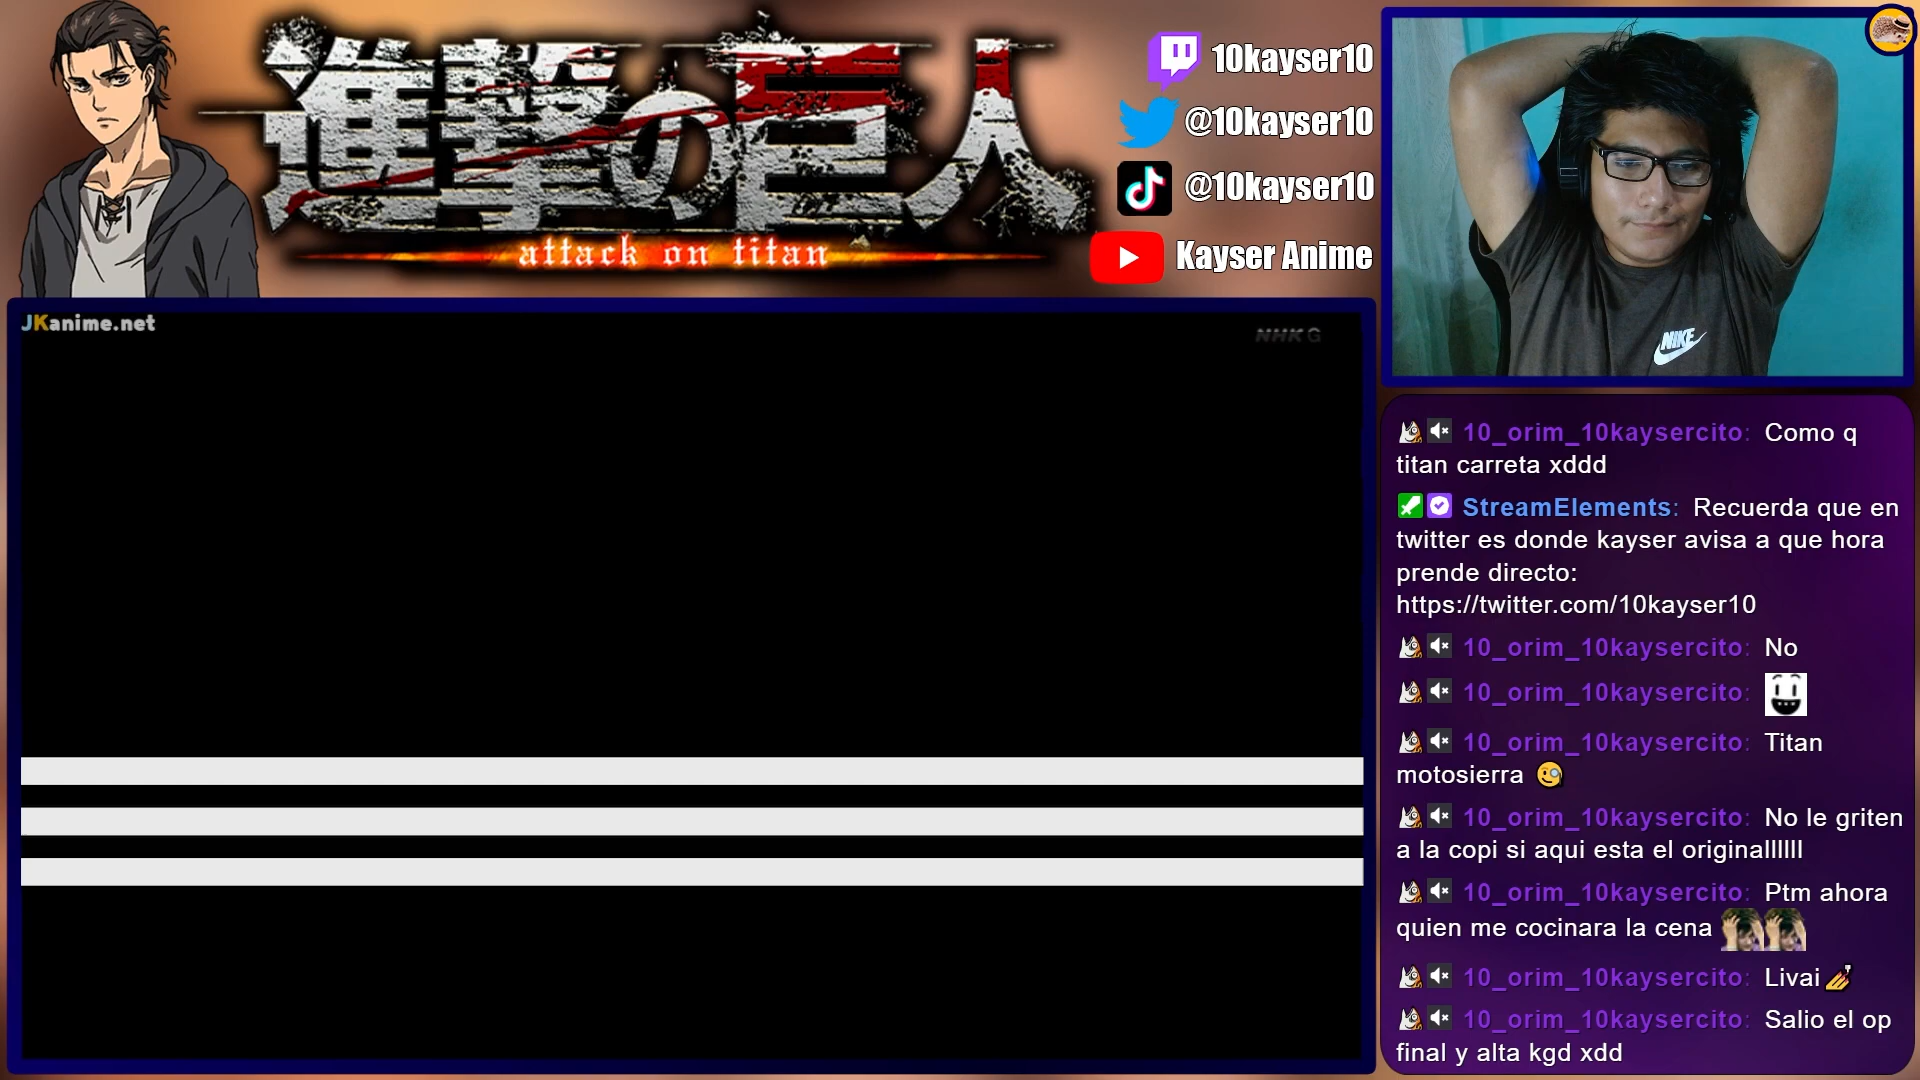 進撃の巨人
attack on titan
10kayser10
@10kayser10
@10kayser10
Kayser Anime
JKanime.net
NHK G
NIKE
10_orim_10kaysercito: Como q
titan carreta xddd
StreamElements: Recuerda que en
twitter es donde kayser avisa a que hora
prende directo:
https://twitter.com/10kayser10
10_orim_10kaysercito: No
10_orim_10kaysercito:
10_orim_10kaysercito: Titan
motosierra 🧐
10_orim_10kaysercito: No le griten
a la copi si aqui esta el originallllll
10_orim_10kaysercito: Ptm ahora
quien me cocinara la cena
10_orim_10kaysercito: Livai💅
10_orim_10kaysercito: Salio el op
final y alta kgd xdd